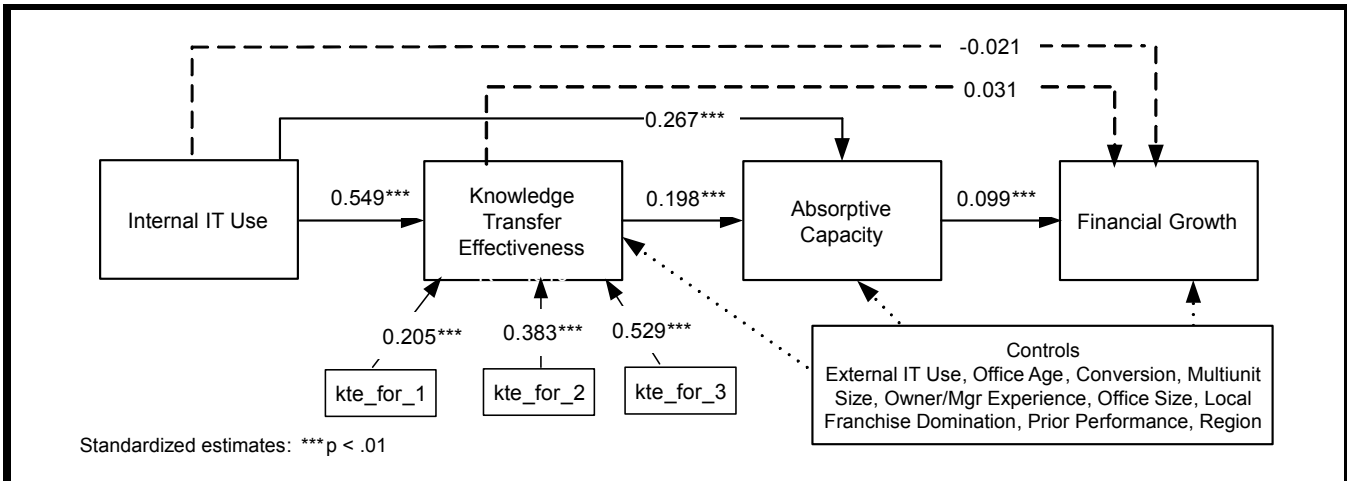 -0.021
0.031
0.267***
Internal IT Use
0.549***
Knowledge
Transfer
Effectiveness
0.198***
Absorptive
Capacity
0.099***
Financial Growth
0.205***
0.383***
0.529***
kte_for_1
kte_for_2
kte_for_3
Controls
External IT Use, Office Age, Conversion, Multiunit
Size, Owner/Mgr Experience, Office Size, Local
Franchise Domination, Prior Performance, Region
Standardized estimates: ***p < .01